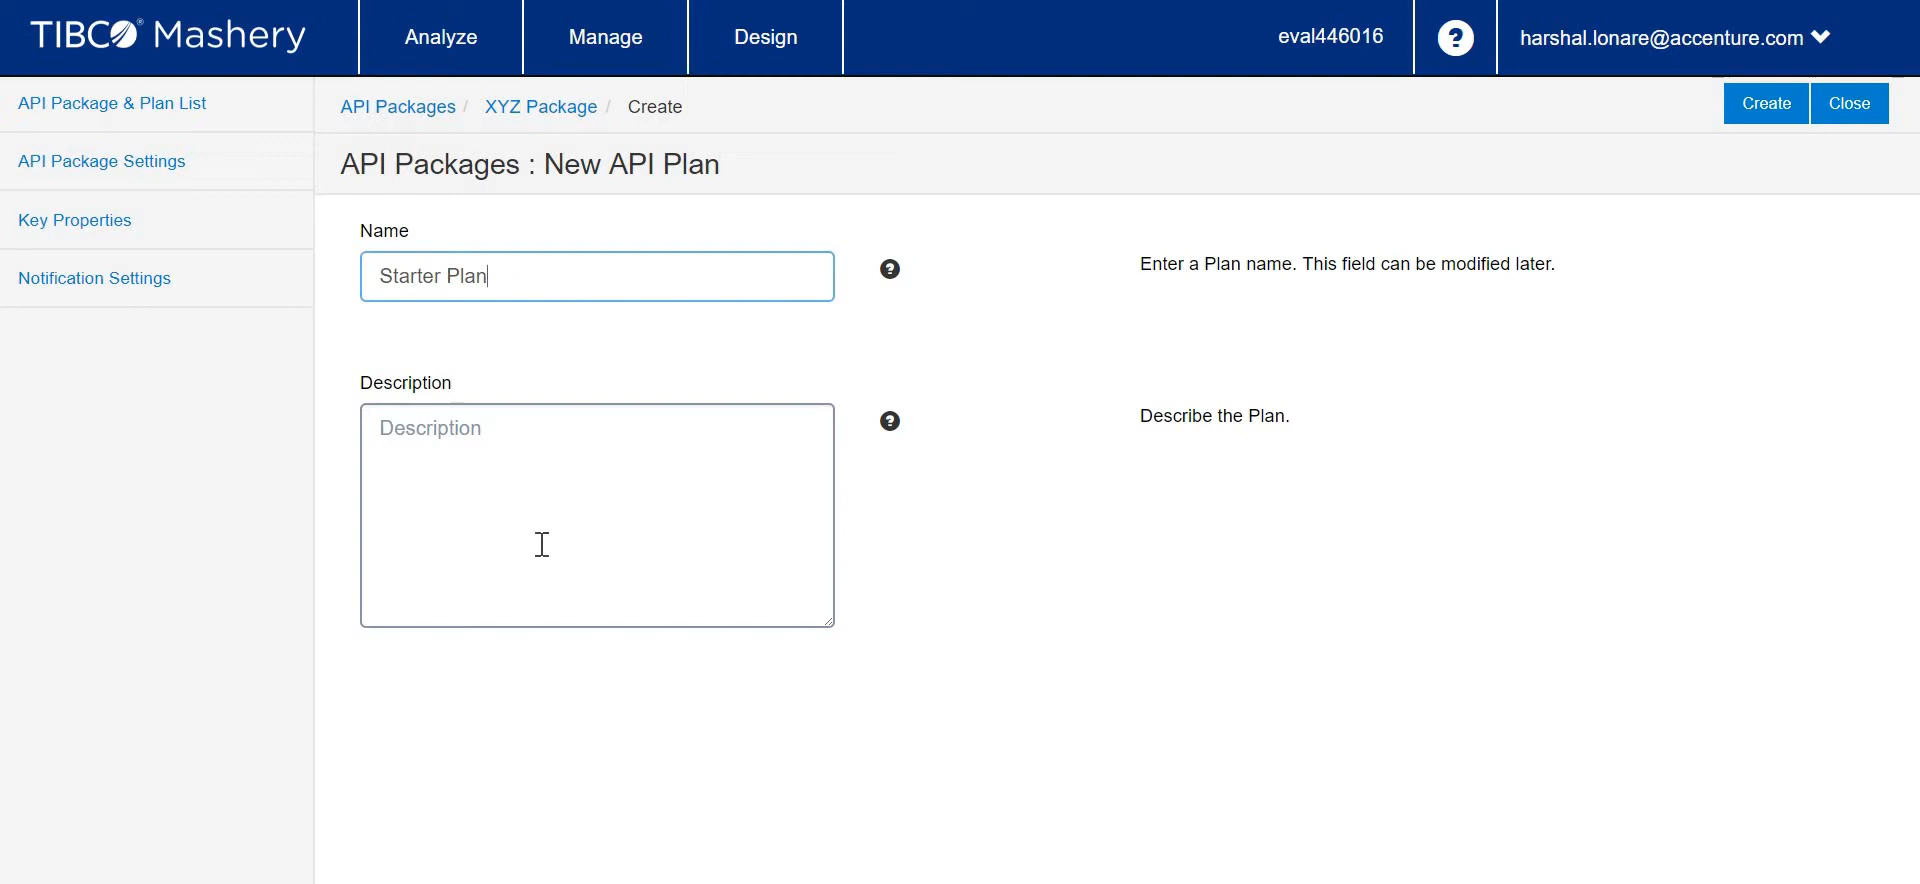 TIBCO® Mashery
Analyze
Manage
Design
eval446016
?
harshal.lonare@accenture.com
API Package & Plan List
API Package Settings
Key Properties
Notification Settings
API Packages / XYZ Package / Create
Create
Close
API Packages : New API Plan
Name
Starter Plan
?
Enter a Plan name. This field can be modified later.
Description
Description
?
Describe the Plan.